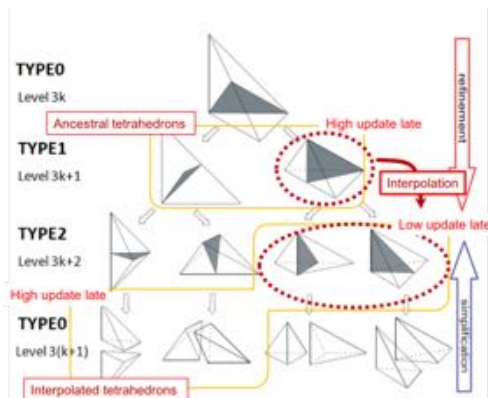 TYPE0
Level 3k
Ancestral tetrahedrons
High update late
TYPE1
Level 3k+1
Interpolation
refinement
Low update late
TYPE2
Level 3k+2
High update late
TYPE0
Level 3(k+1)
simplification
Interpolated tetrahedrons